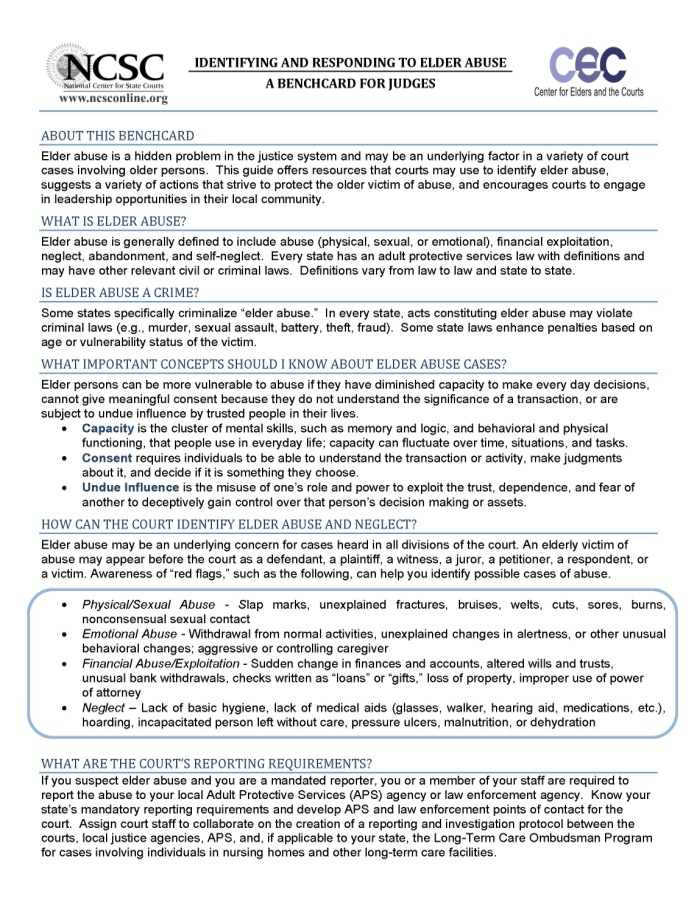 NCSC
National Center for State Courts
www.ncsconline.org
IDENTIFYING AND RESPONDING TO ELDER ABUSE
A BENCHCARD FOR JUDGES
cec
Center for Elders and the Courts
ABOUT THIS BENCHCARD
Elder abuse is a hidden problem in the justice system and may be an underlying factor in a variety of court
cases involving older persons.  This guide offers resources that courts may use to identify elder abuse,
suggests a variety of actions that strive to protect the older victim of abuse, and encourages courts to engage
in leadership opportunities in their local community.
WHAT IS ELDER ABUSE?
Elder abuse is generally defined to include abuse (physical, sexual, or emotional), financial exploitation,
neglect, abandonment, and self-neglect.  Every state has an adult protective services law with definitions and
may have other relevant civil or criminal laws.  Definitions vary from law to law and state to state.
IS ELDER ABUSE A CRIME?
Some states specifically criminalize “elder abuse.”  In every state, acts constituting elder abuse may violate
criminal laws (e.g., murder, sexual assault, battery, theft, fraud).  Some state laws enhance penalties based on
age or vulnerability status of the victim.
WHAT IMPORTANT CONCEPTS SHOULD I KNOW ABOUT ELDER ABUSE CASES?
Elder persons can be more vulnerable to abuse if they have diminished capacity to make every day decisions,
cannot give meaningful consent because they do not understand the significance of a transaction, or are
subject to undue influence by trusted people in their lives.
• Capacity is the cluster of mental skills, such as memory and logic, and behavioral and physical
functioning, that people use in everyday life; capacity can fluctuate over time, situations, and tasks.
• Consent requires individuals to be able to understand the transaction or activity, make judgments
about it, and decide if it is something they choose.
• Undue Influence is the misuse of one’s role and power to exploit the trust, dependence, and fear of
another to deceptively gain control over that person’s decision making or assets.
HOW CAN THE COURT IDENTIFY ELDER ABUSE AND NEGLECT?
Elder abuse may be an underlying concern for cases heard in all divisions of the court. An elderly victim of
abuse may appear before the court as a defendant, a plaintiff, a witness, a juror, a petitioner, a respondent, or
a victim. Awareness of “red flags,” such as the following, can help you identify possible cases of abuse.
• Physical/Sexual Abuse - Slap marks, unexplained fractures, bruises, welts, cuts, sores, burns,
nonconsensual sexual contact
• Emotional Abuse - Withdrawal from normal activities, unexplained changes in alertness, or other unusual
behavioral changes; aggressive or controlling caregiver
• Financial Abuse/Exploitation - Sudden change in finances and accounts, altered wills and trusts,
unusual bank withdrawals, checks written as “loans” or “gifts,” loss of property, improper use of power
of attorney
• Neglect – Lack of basic hygiene, lack of medical aids (glasses, walker, hearing aid, medications, etc.),
hoarding, incapacitated person left without care, pressure ulcers, malnutrition, or dehydration
WHAT ARE THE COURT’S REPORTING REQUIREMENTS?
If you suspect elder abuse and you are a mandated reporter, you or a member of your staff are required to
report the abuse to your local Adult Protective Services (APS) agency or law enforcement agency.  Know your
state’s mandatory reporting requirements and develop APS and law enforcement points of contact for the
court.  Assign court staff to collaborate on the creation of a reporting and investigation protocol between the
courts, local justice agencies, APS, and, if applicable to your state, the Long-Term Care Ombudsman Program
for cases involving individuals in nursing homes and other long-term care facilities.